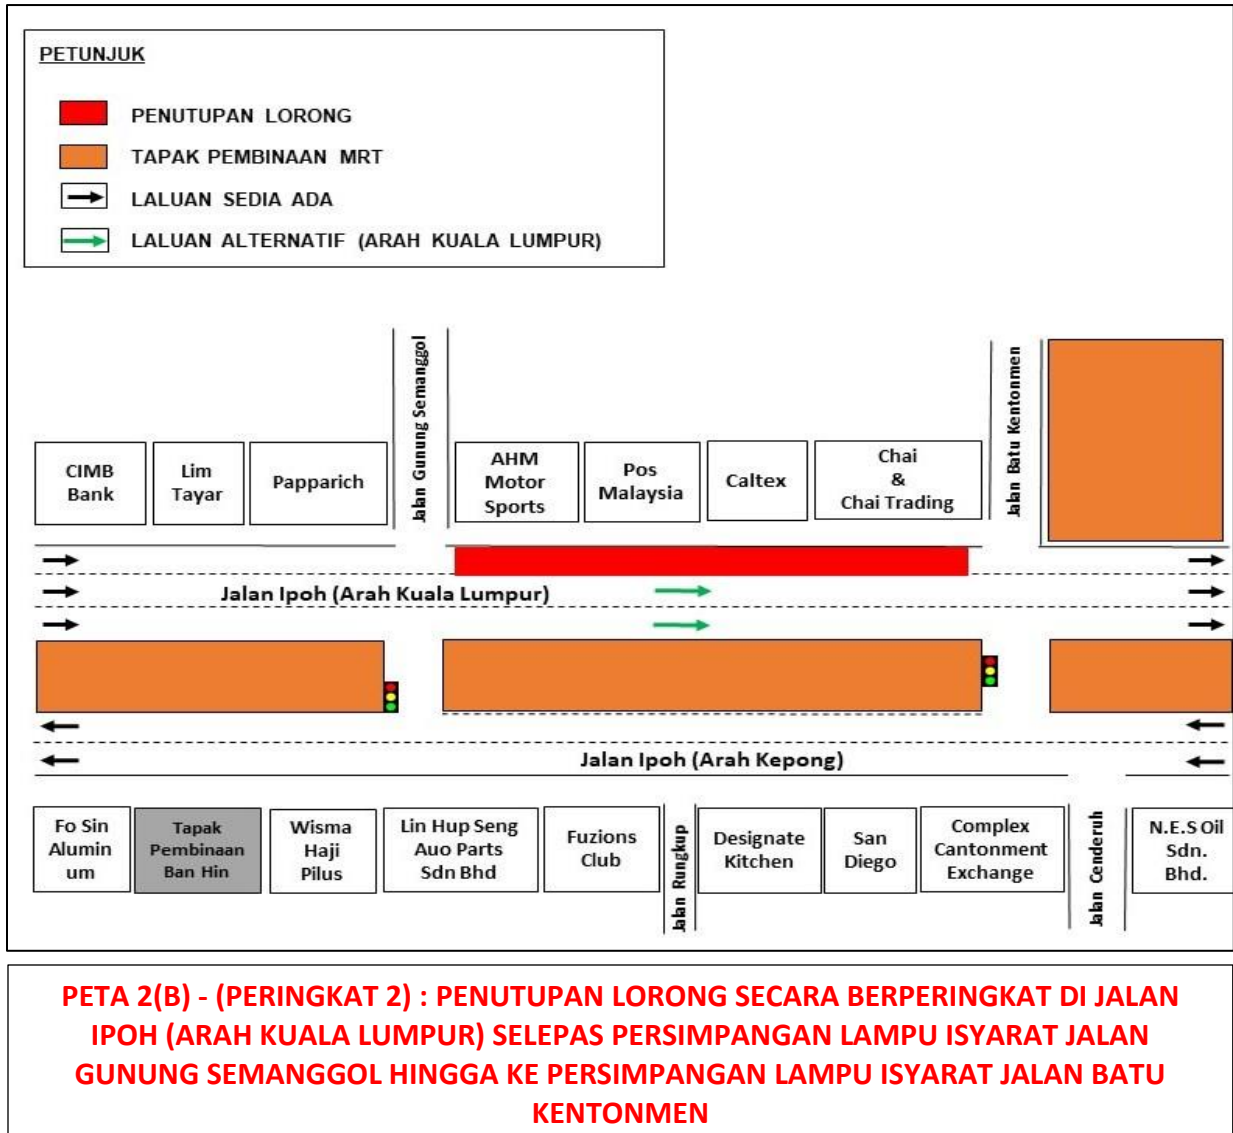 PETUNJUK
PENUTUPAN LORONG
TAPAK PEMBINAAN MRT
LALUAN SEDIA ADA
LALUAN ALTERNATIF (ARAH KUALA LUMPUR)
Jalan Gunung Semanggol
Jalan Batu Kentonmen
CIMB
Bank
Lim
Tayar
Papparich
AHM
Motor
Sports
Pos
Malaysia
Caltex
Chai
&
Chai Trading
Jalan Ipoh (Arah Kuala Lumpur)
Jalan Ipoh (Arah Kepong)
Fo Sin
Alumin
um
Tapak
Pembinaan
Ban Hin
Wisma
Haji
Pilus
Lin Hup Seng
Auo Parts
Sdn Bhd
Fuzions
Club
Jalan Rungkup
Designate
Kitchen
San
Diego
Complex
Cantonment
Exchange
Jalan Cenderuh
N.E.S Oil
Sdn.
Bhd.
PETA 2(B) - (PERINGKAT 2) : PENUTUPAN LORONG SECARA BERPERINGKAT DI JALAN
IPOH (ARAH KUALA LUMPUR) SELEPAS PERSIMPANGAN LAMPU ISYARAT JALAN
GUNUNG SEMANGGOL HINGGA KE PERSIMPANGAN LAMPU ISYARAT JALAN BATU
KENTONMEN